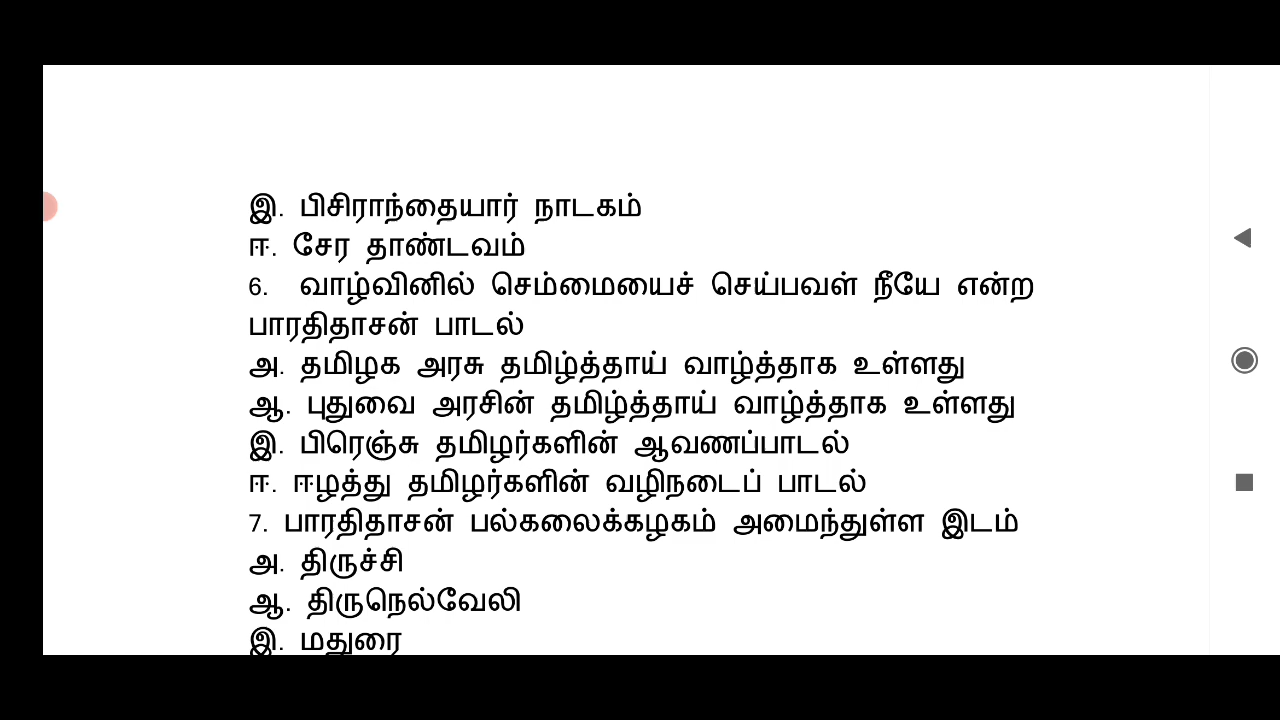 இ. பிசிராந்தையார் நாடகம்
ஈ. சேர தாண்டவம்
6. வாழ்வினில் செம்மையைச் செய்பவள் நீயே என்ற
பாரதிதாசன் பாடல்
அ. தமிழக அரசு தமிழ்த்தாய் வாழ்த்தாக உள்ளது
ஆ. புதுவை அரசின் தமிழ்த்தாய் வாழ்த்தாக உள்ளது
இ. பிரெஞ்சு தமிழர்களின் ஆவணப்பாடல்
ஈ. ஈழத்து தமிழர்களின் வழிநடைப் பாடல்
7. பாரதிதாசன் பல்கலைக்கழகம் அமைந்துள்ள இடம்
அ. திருச்சி
ஆ. திருநெல்வேலி
இ. மதுரை